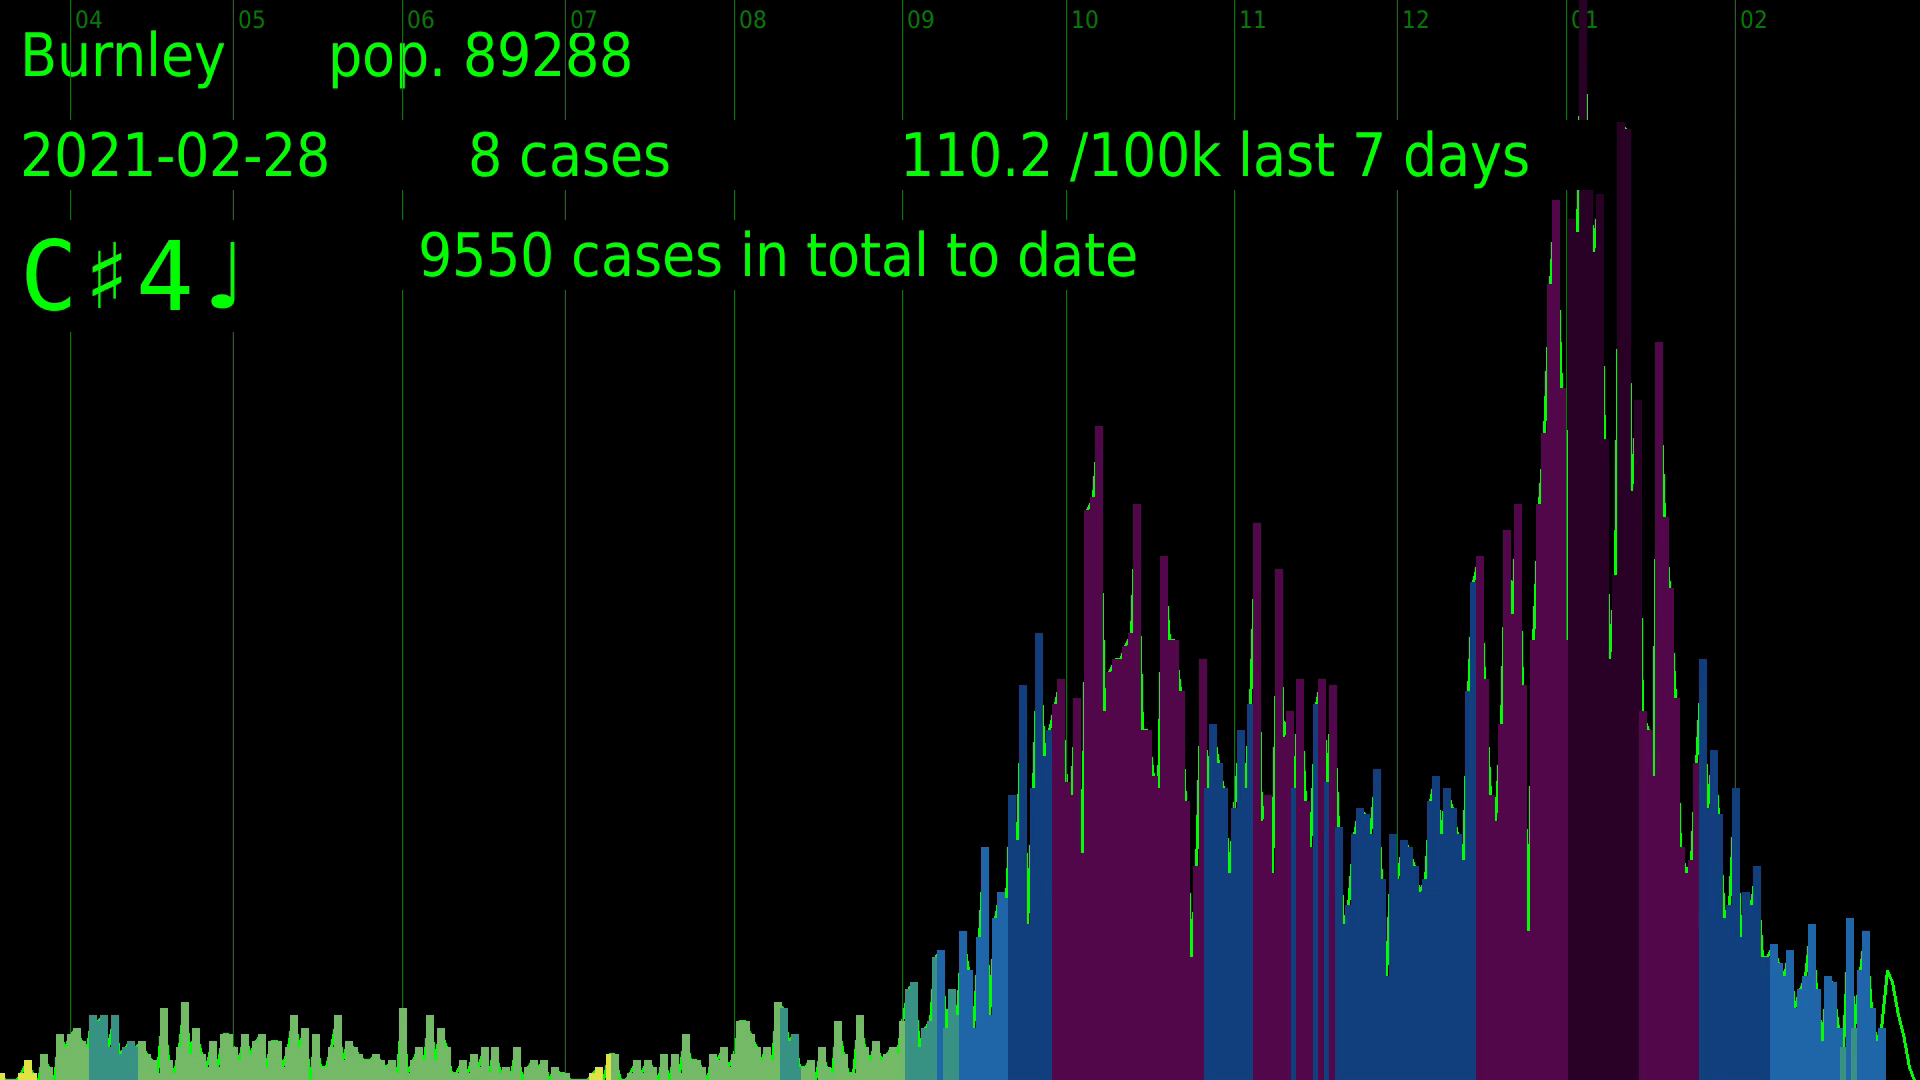 04 05 06 07 08 09 10 11 12 01 02
Burnley pop. 89288
2021-02-28 8 cases 110.2 /100k last 7 days
C♯4♩ 9550 cases in total to date